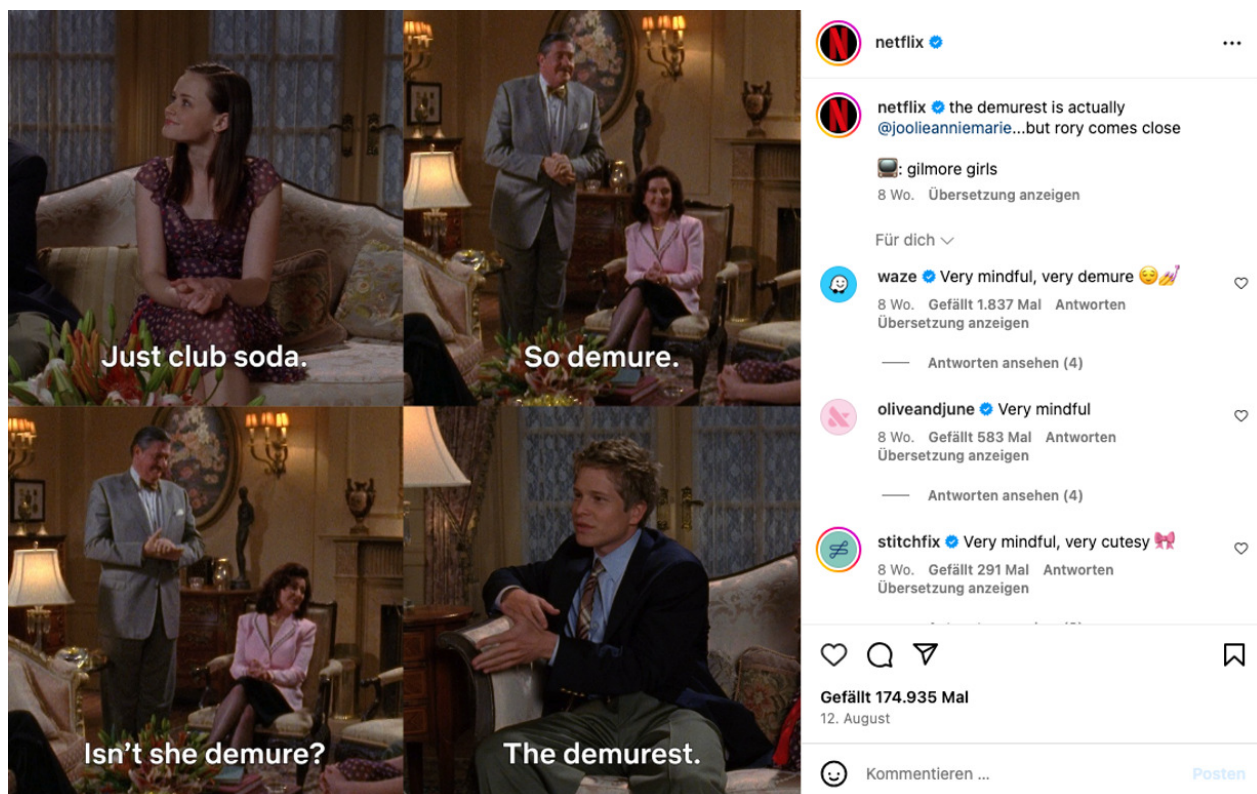 Just club soda.
So demure.
Isn't she demure?
The demurest.
netflix
netflix the demurest is actually
@joolieanniemarie...but rory comes close
📺: gilmore girls
8 Wo. Übersetzung anzeigen
Für dich
waze Very mindful, very demure 😌💅
8 Wo. Gefällt 1.837 Mal Antworten
Übersetzung anzeigen
Antworten ansehen (4)
oliveandjune Very mindful
8 Wo. Gefällt 583 Mal Antworten
Übersetzung anzeigen
Antworten ansehen (4)
stitchfix Very mindful, very cutesy 🎀
8 Wo. Gefällt 291 Mal Antworten
Übersetzung anzeigen
Gefällt 174.935 Mal
12. August
Kommentieren ...
Posten